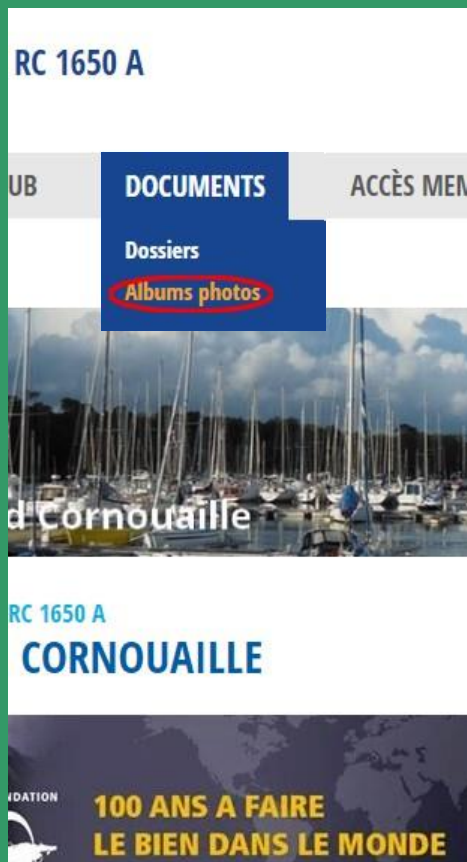 RC 1650 A
UB DOCUMENTS ACCÈS MEM
Dossiers
Albums photos
d Cornouaille
RC 1650 A
CORNOUAILLE
NDATION
100 ANS A FAIRE
LE BIEN DANS LE MONDE